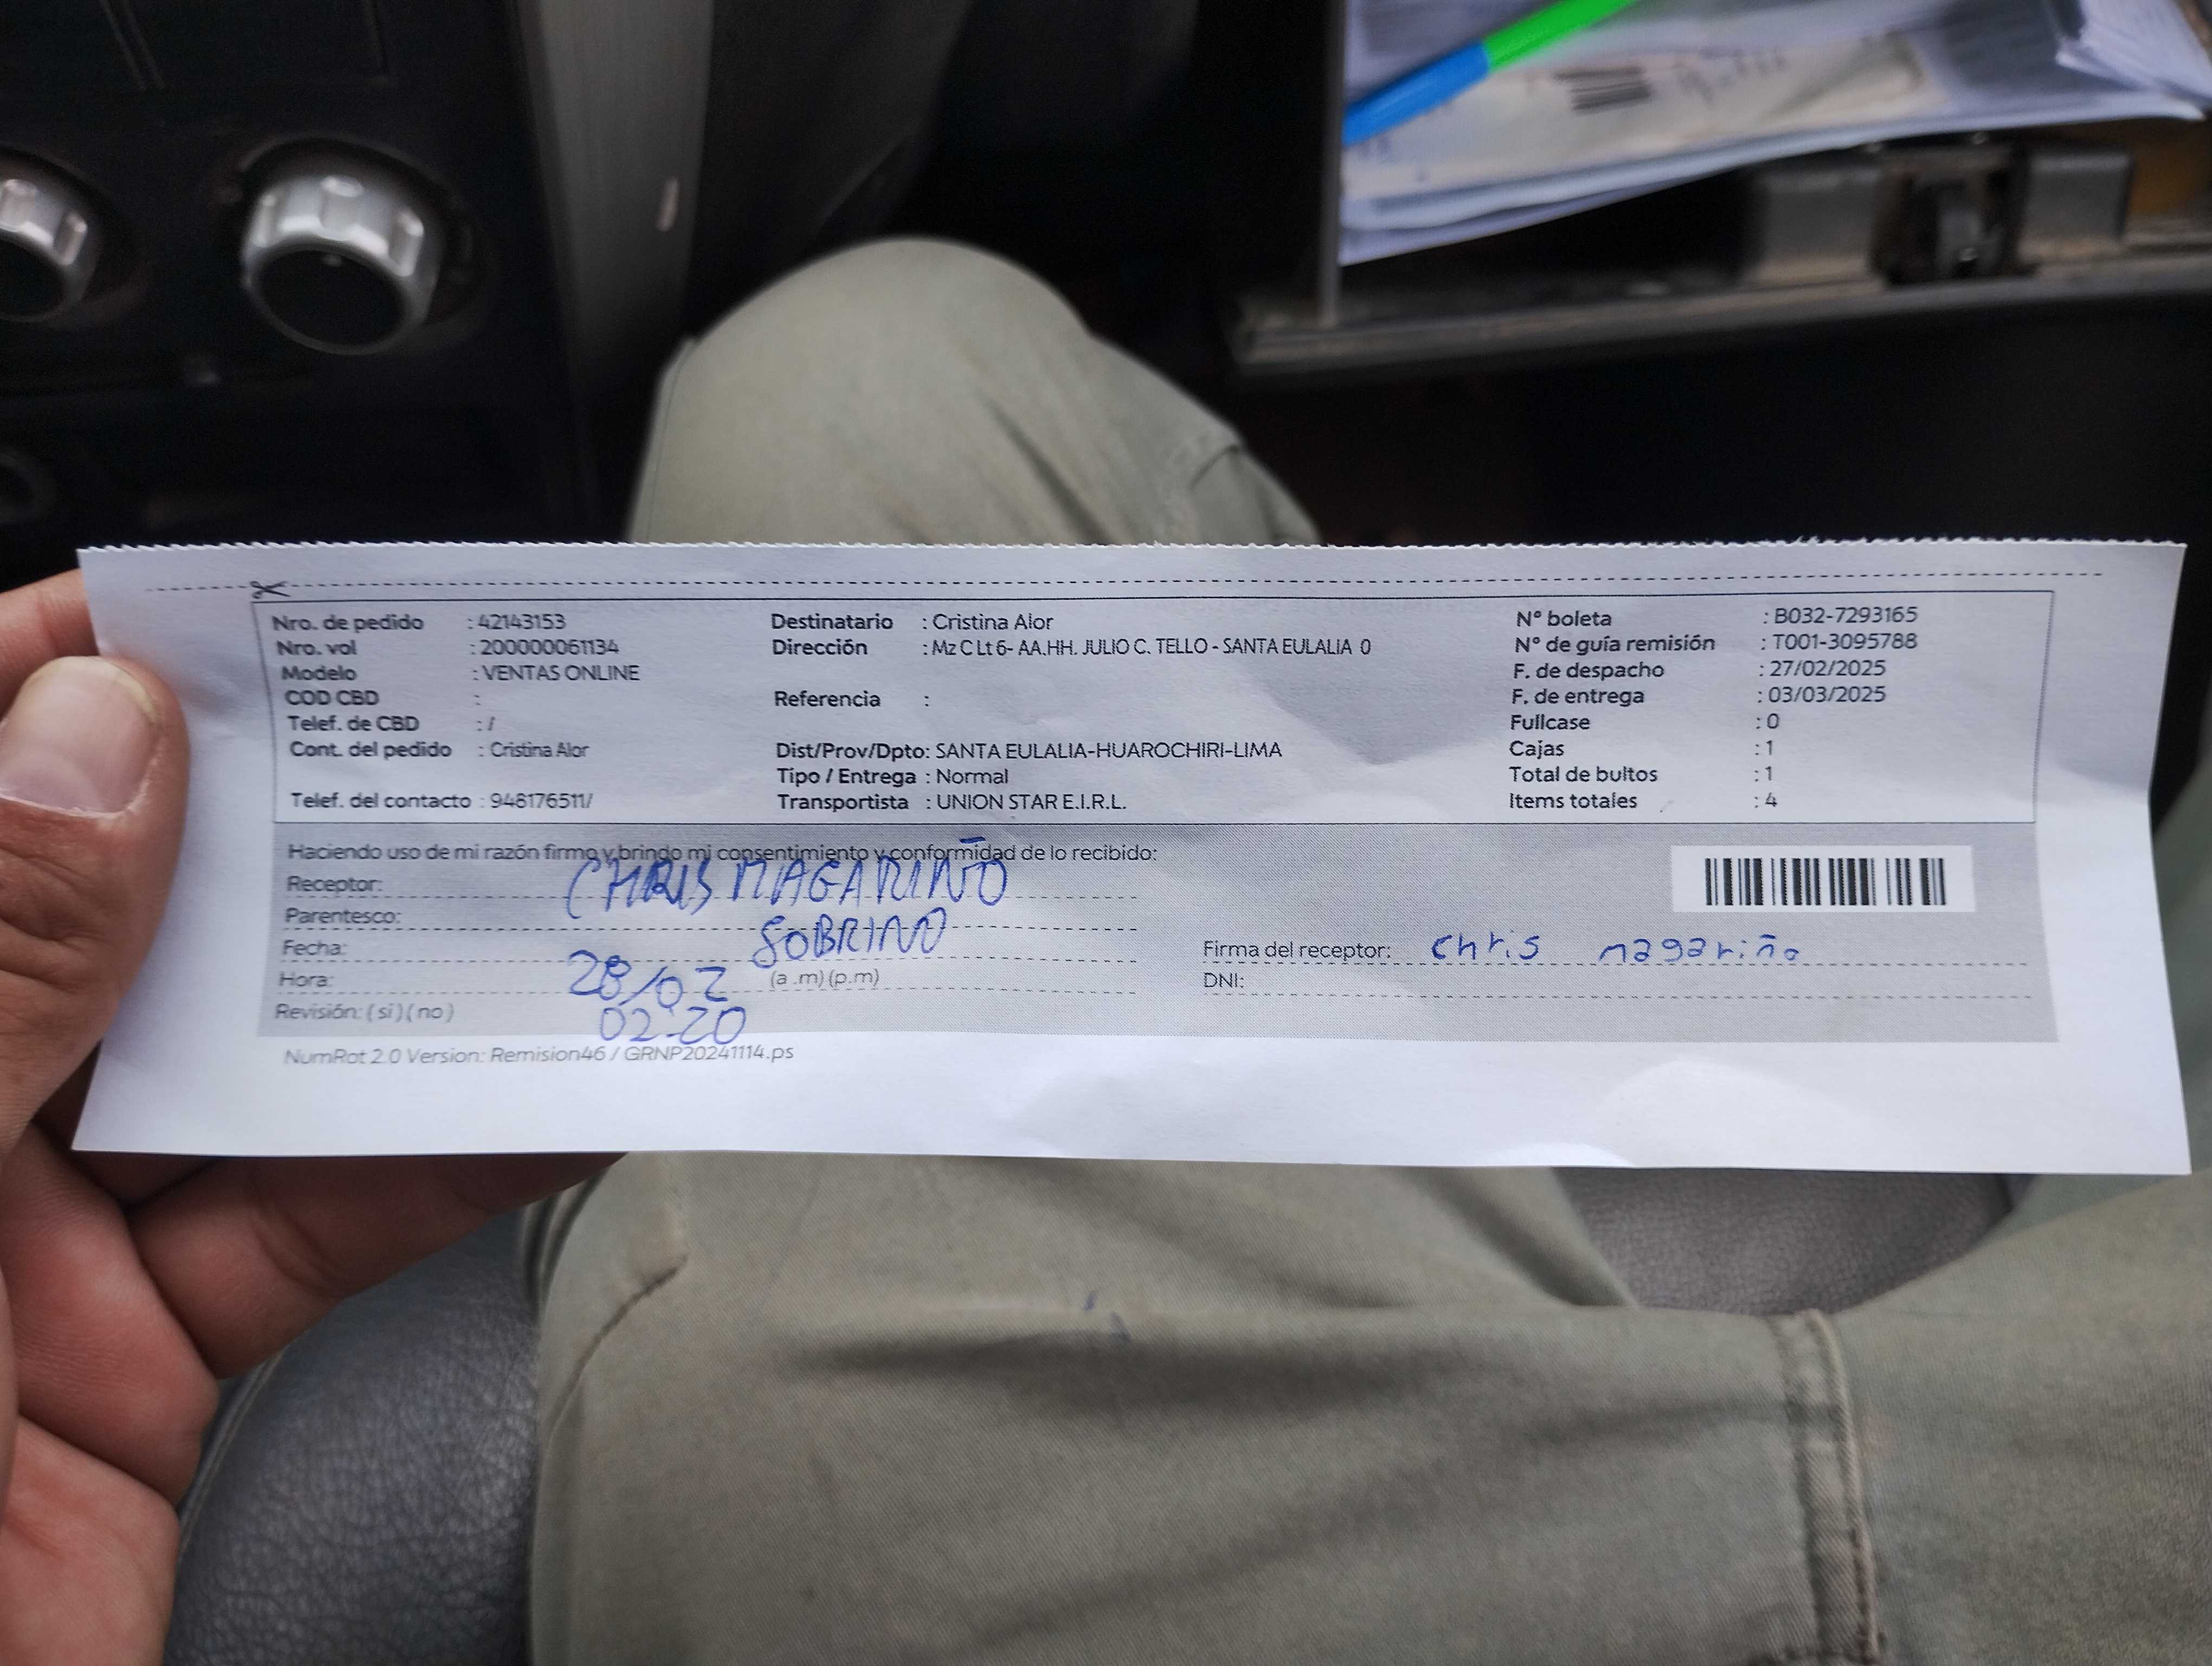 Nro. de pedido : 42143153
Nro. vol : 200000061134
Modelo : VENTAS ONLINE
COD CBD :
Telef. de CBD : /
Cont. del pedido : Cristina Alor
Telef. del contacto : 948176511/
Destinatario : Cristina Alor
Dirección : Mz C Lt 6- AA.HH. JULIO C. TELLO - SANTA EULALIA 0
Referencia :
Dist/Prov/Dpto: SANTA EULALIA-HUAROCHIRI-LIMA
Tipo / Entrega : Normal
Transportista : UNION STAR E.I.R.L.
N° boleta : B032-7293165
N° de guía remisión : T001-3095788
F. de despacho : 27/02/2025
F. de entrega : 03/03/2025
Fullcase : 0
Cajas : 1
Total de bultos : 1
Items totales : 4
Haciendo uso de mi razón firmo y brindo mi consentimiento y conformidad de lo recibido:
Receptor: CHRIS MAGARIÑO
Parentesco: SOBRINO
Fecha: 28/02
Hora: 02:20 (a .m) (p.m)
Revisión: ( si ) ( no )
Firma del receptor: Chris magariño
DNI:
NumRot 2.0 Version: Remision46 / GRNP20241114.ps